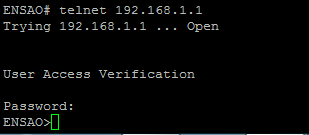 ENSAO# telnet 192.168.1.1
Trying 192.168.1.1 ... Open
User Access Verification
Password:
ENSAO>